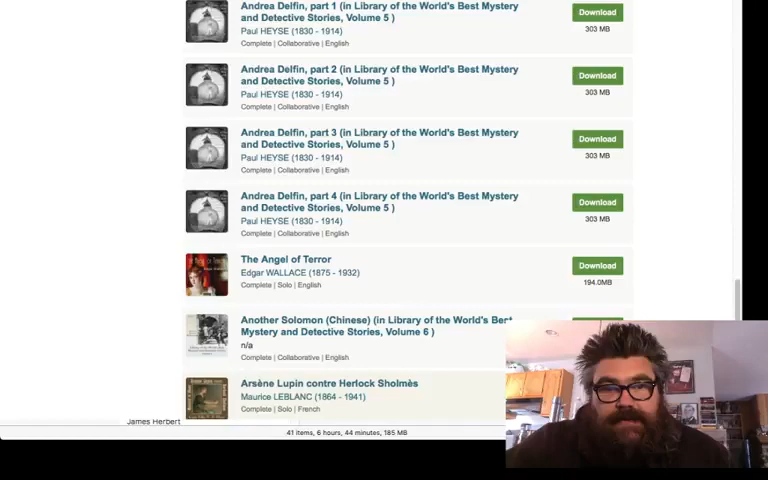 Andrea Delfin, part 1 (in Library of the World's Best Mystery
and Detective Stories, Volume 5 )
Download
Paul HEYSE (1830 - 1914)
303 MB
Complete | Collaborative | English
Andrea Delfin, part 2 (in Library of the World's Best Mystery
and Detective Stories, Volume 5 )
Download
Paul HEYSE (1830 - 1914)
303 MB
Complete | Collaborative | English
Andrea Delfin, part 3 (in Library of the World's Best Mystery
and Detective Stories, Volume 5 )
Download
Paul HEYSE (1830 - 1914)
303 MB
Complete | Collaborative | English
Andrea Delfin, part 4 (in Library of the World's Best Mystery
and Detective Stories, Volume 5 )
Download
Paul HEYSE (1830 - 1914)
303 MB
Complete | Collaborative | English
The Angel of Terror
Download
Edgar WALLACE (1875 - 1932)
194.0MB
Complete | Solo | English
Another Solomon (Chinese) (in Library of the World's
Mystery and Detective Stories, Volume 6 )
n/a
Complete | Collaborative | English
Arsène Lupin contre Herlock Sholmès
Maurice LEBLANC (1864 - 1941)
Complete | Solo | French
James Herbert
41 items, 6 hours, 44 minutes, 185 MB